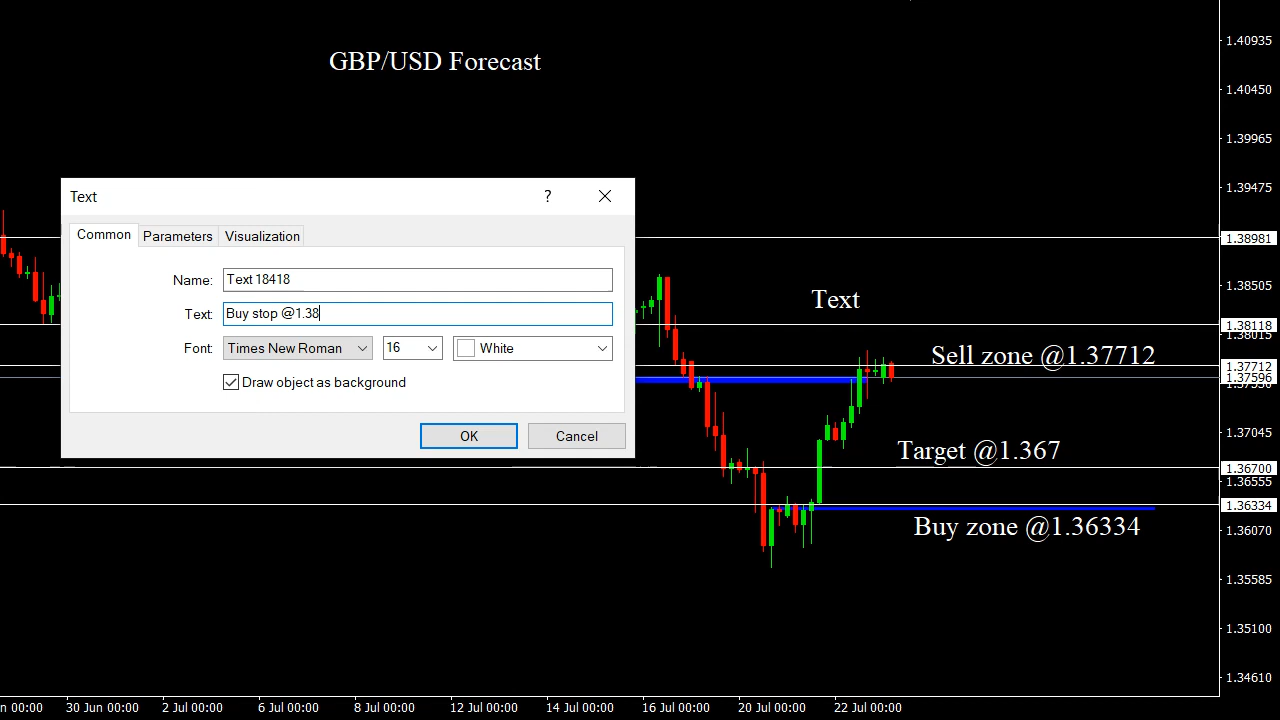 GBP/USD Forecast
Text
?
Common
Parameters
Visualization
Name:
Text 18418
Text:
Buy stop @1.38
Font:
Times New Roman
16
White
Draw object as background
OK
Cancel
Text
Sell zone @1.37712
Target @1.367
Buy zone @1.36334
1.40935
1.40450
1.39965
1.39475
1.38981
1.38505
1.38118
1.38015
1.37712
1.37596
1.37045
1.36700
1.36555
1.36334
1.36070
1.35585
1.35100
1.34610
n 00:00
30 Jun 00:00
2 Jul 00:00
6 Jul 00:00
8 Jul 00:00
12 Jul 00:00
14 Jul 00:00
16 Jul 00:00
20 Jul 00:00
22 Jul 00:00